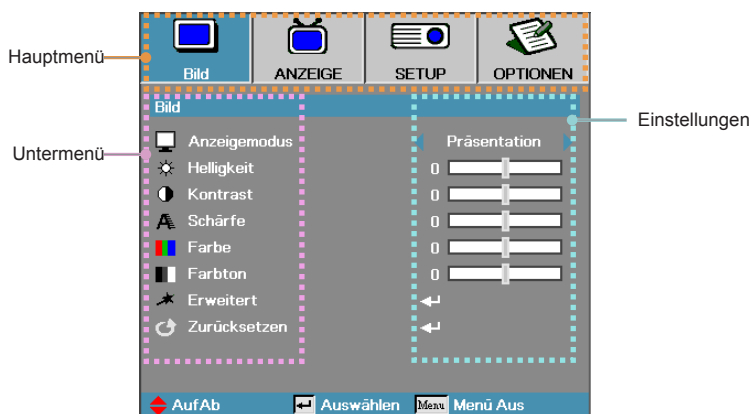 Hauptmenü
Bild ANZEIGE SETUP OPTIONEN
Bild
Einstellungen
Untermenü
Anzeigemodus Präsentation
Helligkeit 0
Kontrast 0
Schärfe 0
Farbe 0
Farbton 0
Erweitert
Zurücksetzen
AufAb Auswählen Menu Menü Aus